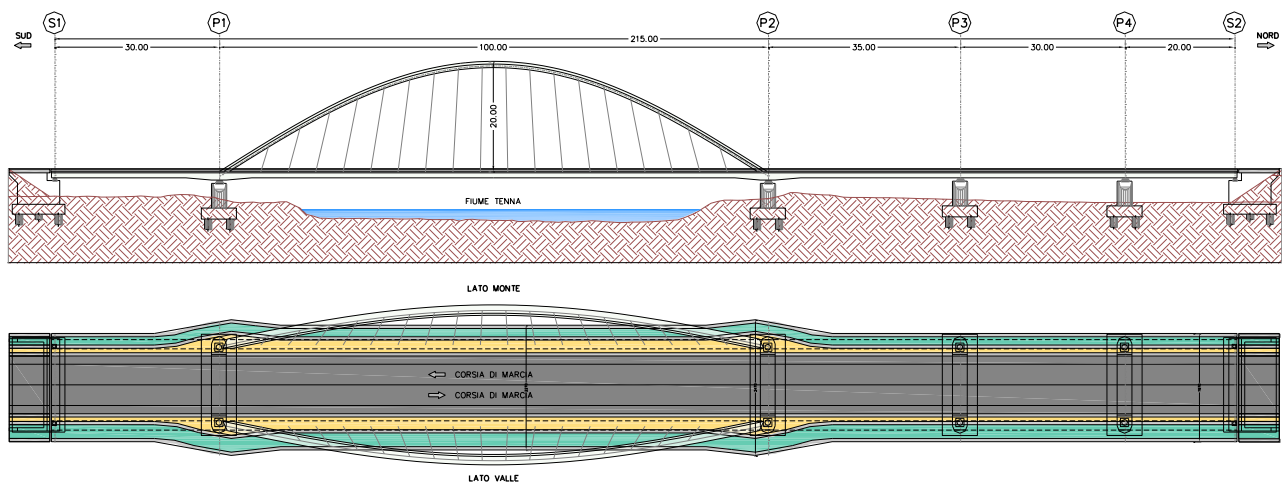 S1 P1 P2 P3 P4 S2
SUD 215.00 NORD
30.00 100.00 35.00 30.00 20.00
20.00
FIUME TENNA
LATO MONTE
CORSIA DI MARCIA
CORSIA DI MARCIA
LATO VALLE